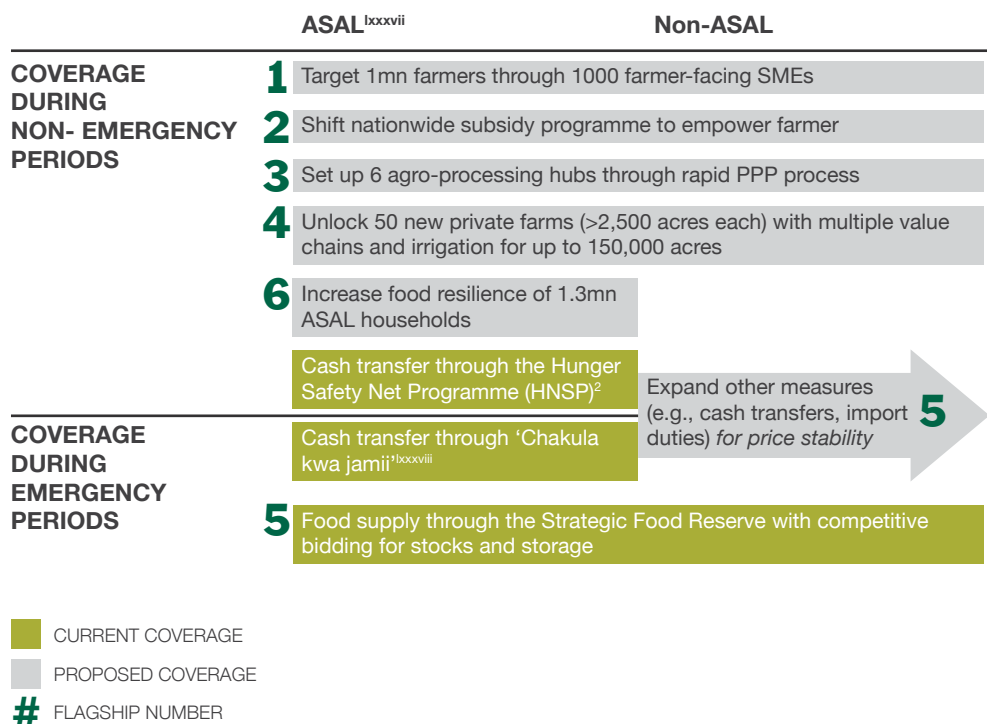 ASALlxxxvii
Non-ASAL
COVERAGE
DURING
NON- EMERGENCY
PERIODS
1 Target 1mn farmers through 1000 farmer-facing SMEs
2 Shift nationwide subsidy programme to empower farmer
3 Set up 6 agro-processing hubs through rapid PPP process
4 Unlock 50 new private farms (>2,500 acres each) with multiple value
chains and irrigation for up to 150,000 acres
6 Increase food resilience of 1.3mn
ASAL households
Cash transfer through the Hunger
Safety Net Programme (HNSP)2
Expand other measures
(e.g., cash transfers, import
duties) for price stability
5
COVERAGE
DURING
EMERGENCY
PERIODS
Cash transfer through ‘Chakula
kwa jamii’lxxxviii
5 Food supply through the Strategic Food Reserve with competitive
bidding for stocks and storage
CURRENT COVERAGE
PROPOSED COVERAGE
# FLAGSHIP NUMBER